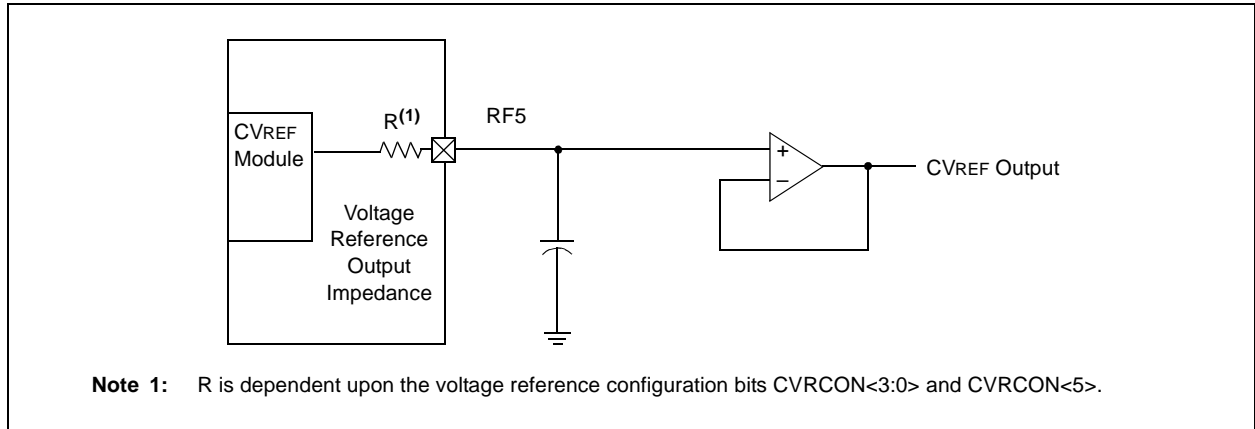 CVREF
Module
R(1)
RF5
Voltage
Reference
Output
Impedance
+
–
CVREF Output
Note 1: R is dependent upon the voltage reference configuration bits CVRCON<3:0> and CVRCON<5>.